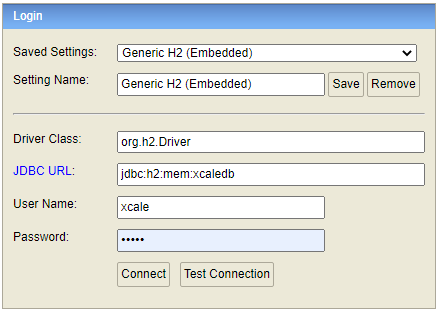 Login
Saved Settings: Generic H2 (Embedded)
Setting Name: Generic H2 (Embedded) Save Remove
Driver Class: org.h2.Driver
JDBC URL: jdbc:h2:mem:xcaledb
User Name: xcale
Password: •••••
Connect Test Connection